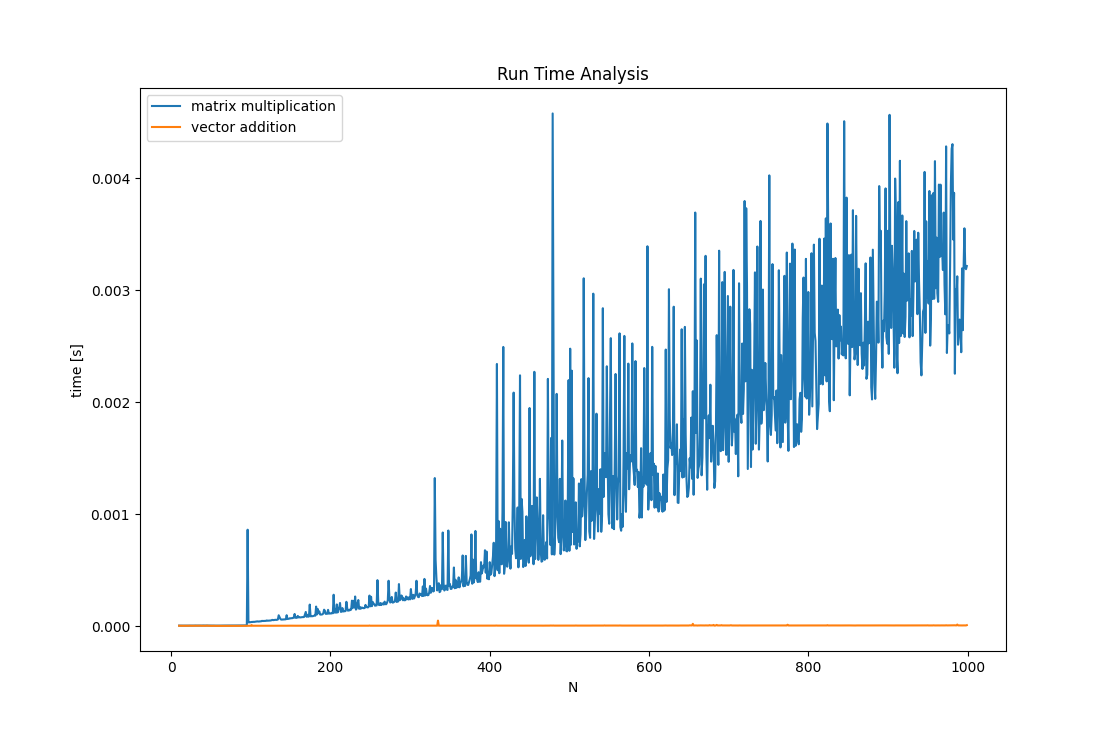 Run Time Analysis
matrix multiplication
vector addition
time [s]
0.004
0.003
0.002
0.001
0.000
0 200 400 600 800 1000
N